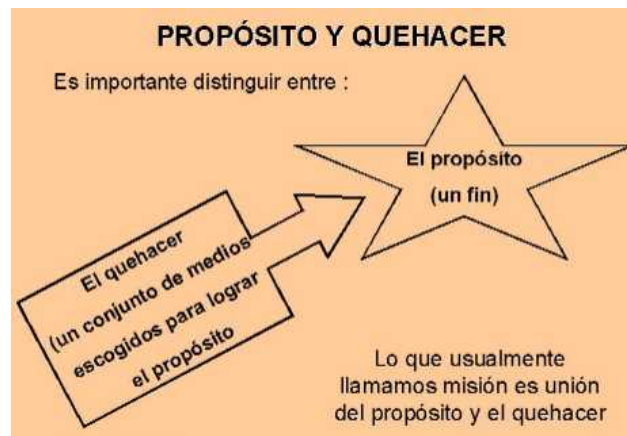 PROPÓSITO Y QUEHACER
Es importante distinguir entre :
El propósito
(un fin)
El quehacer
(un conjunto de medios
escogidos para lograr
el propósito
Lo que usualmente
llamamos misión es unión
del propósito y el quehacer